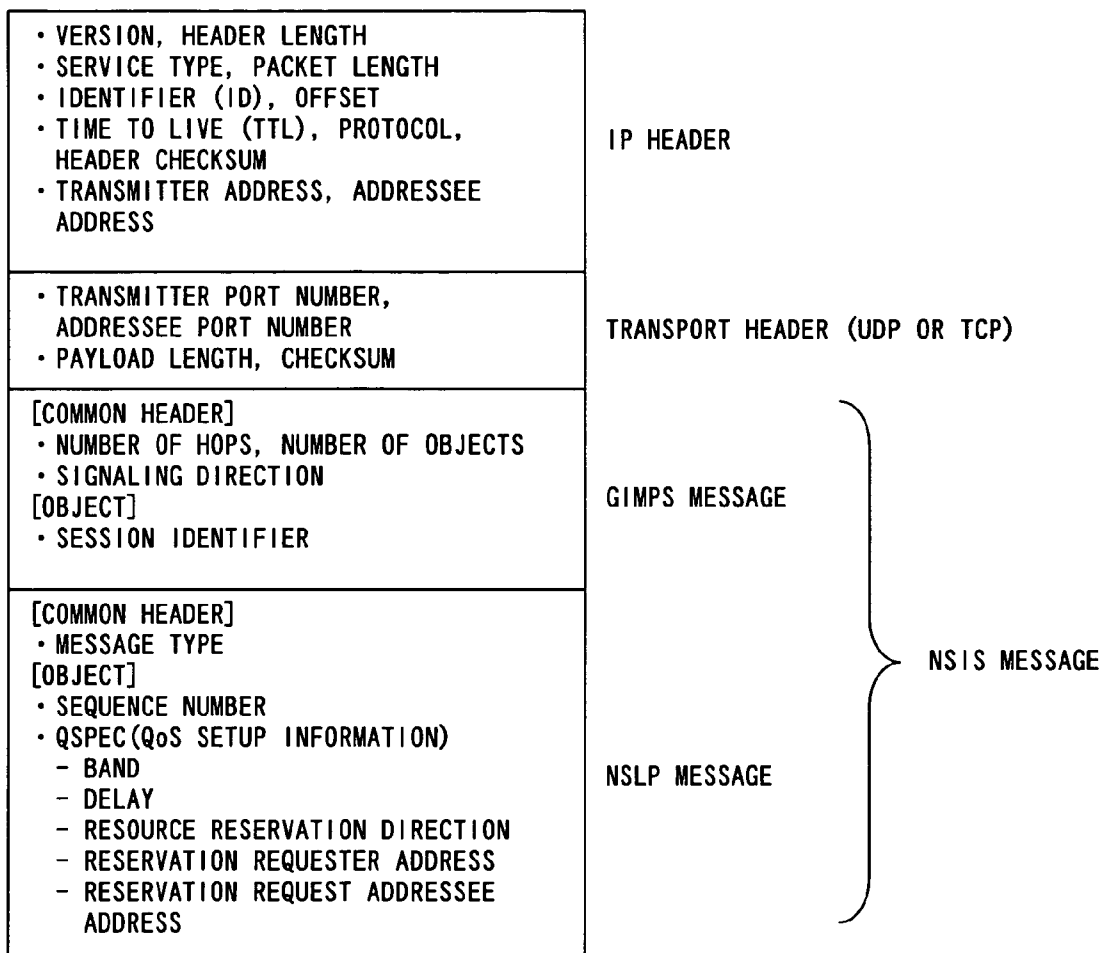 ・VERSION, HEADER LENGTH
・SERVICE TYPE, PACKET LENGTH
・IDENTIFIER (ID), OFFSET
・TIME TO LIVE (TTL), PROTOCOL,
HEADER CHECKSUM
・TRANSMITTER ADDRESS, ADDRESSEE
ADDRESS
IP HEADER
・TRANSMITTER PORT NUMBER,
ADDRESSEE PORT NUMBER
・PAYLOAD LENGTH, CHECKSUM
TRANSPORT HEADER (UDP OR TCP)
[COMMON HEADER]
・NUMBER OF HOPS, NUMBER OF OBJECTS
・SIGNALING DIRECTION
[OBJECT]
・SESSION IDENTIFIER
GIMPS MESSAGE
[COMMON HEADER]
・MESSAGE TYPE
[OBJECT]
・SEQUENCE NUMBER
・QSPEC(QoS SETUP INFORMATION)
- BAND
- DELAY
- RESOURCE RESERVATION DIRECTION
- RESERVATION REQUESTER ADDRESS
- RESERVATION REQUEST ADDRESSEE
ADDRESS
NSLP MESSAGE
NSIS MESSAGE